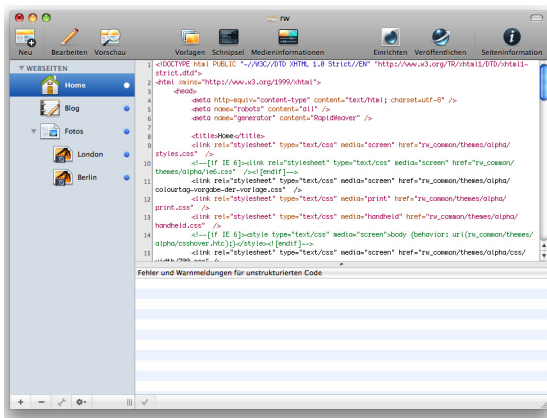 rw
Neu
Bearbeiten
Vorschau
Vorlagen
Schnipsel
Medieninformationen
Einrichten
Veröffentlichen
Seiteninformation
WEBSEITEN
Home
Blog
Fotos
London
Berlin
1 <!DOCTYPE html PUBLIC "-//W3C//DTD XHTML 1.0 Strict//EN" "http://www.w3.org/TR/xhtml1/DTD/xhtml1-
strict.dtd">
2 <html xmlns="http://www.w3.org/1999/xhtml">
3 <head>
4 <meta http-equiv="content-type" content="text/html; charset=utf-8" />
5 <meta name="robots" content="all" />
6 <meta name="generator" content="RapidWeaver" />
7
8 <title>Home</title>
9 <link rel="stylesheet" type="text/css" media="screen" href="rw_common/themes/alpha/
styles.css" />
10 <!--[if IE 6]><link rel="stylesheet" type="text/css" media="screen" href="rw_common/
themes/alpha/ie6.css" /><![endif]-->
11 <link rel="stylesheet" type="text/css" media="screen" href="rw_common/themes/alpha/
colourtag-vorgabe-der-vorlage.css" />
12 <link rel="stylesheet" type="text/css" media="print" href="rw_common/themes/alpha/
print.css" />
13 <link rel="stylesheet" type="text/css" media="handheld" href="rw_common/themes/alpha/
handheld.css" />
14 <!--[if IE 6]><style type="text/css" media="screen">body {behavior: url(rw_common/themes/
alpha/csshover.htc);}</style><![endif]-->
15 <link rel="stylesheet" type="text/css" media="screen" href="rw_common/themes/alpha/css/
width/700.css" />
Fehler und Warnmeldungen für unstrukturierten Code